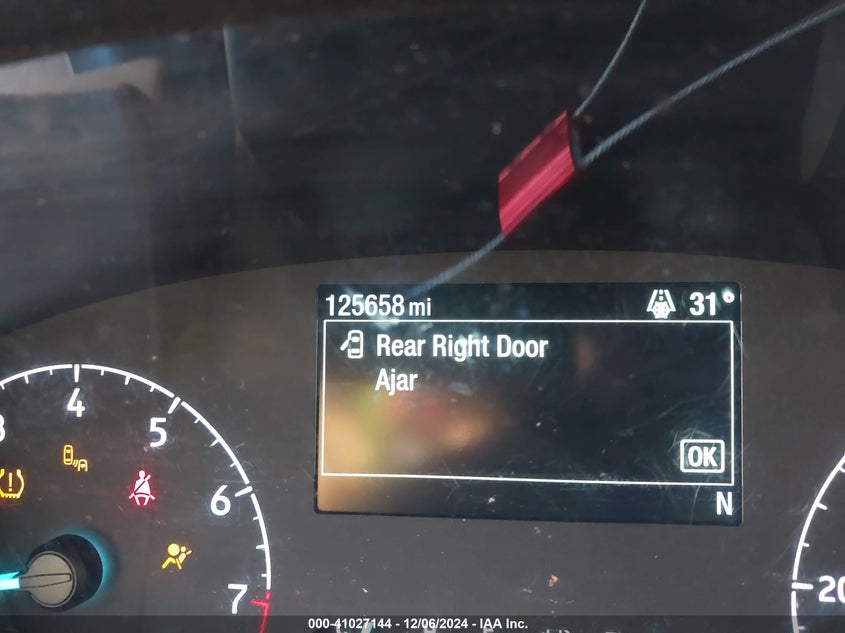 125658 mi 31°
Rear Right Door
Ajar
OK
N
3
4
5
6
7
20
000-41027144 - 12/06/2024 - IAA Inc.